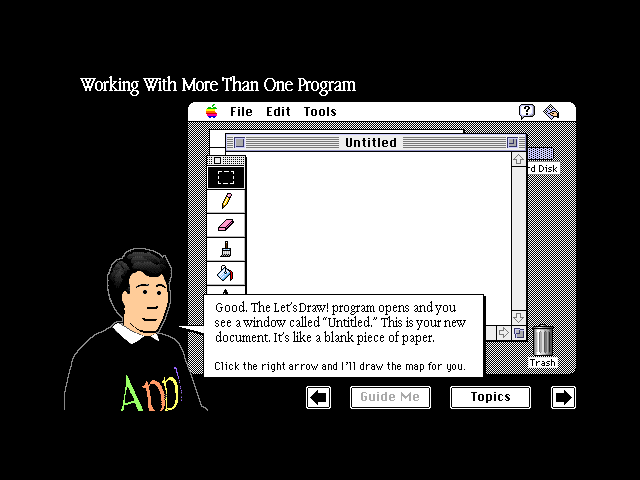 Working With More Than One Program
File Edit Tools
Untitled
rd Disk
Good. The Let'sDraw! program opens and you
see a window called “Untitled.” This is your new
document. It's like a blank piece of paper.
Click the right arrow and I'll draw the map for you.
Trash
App
Guide Me
Topics